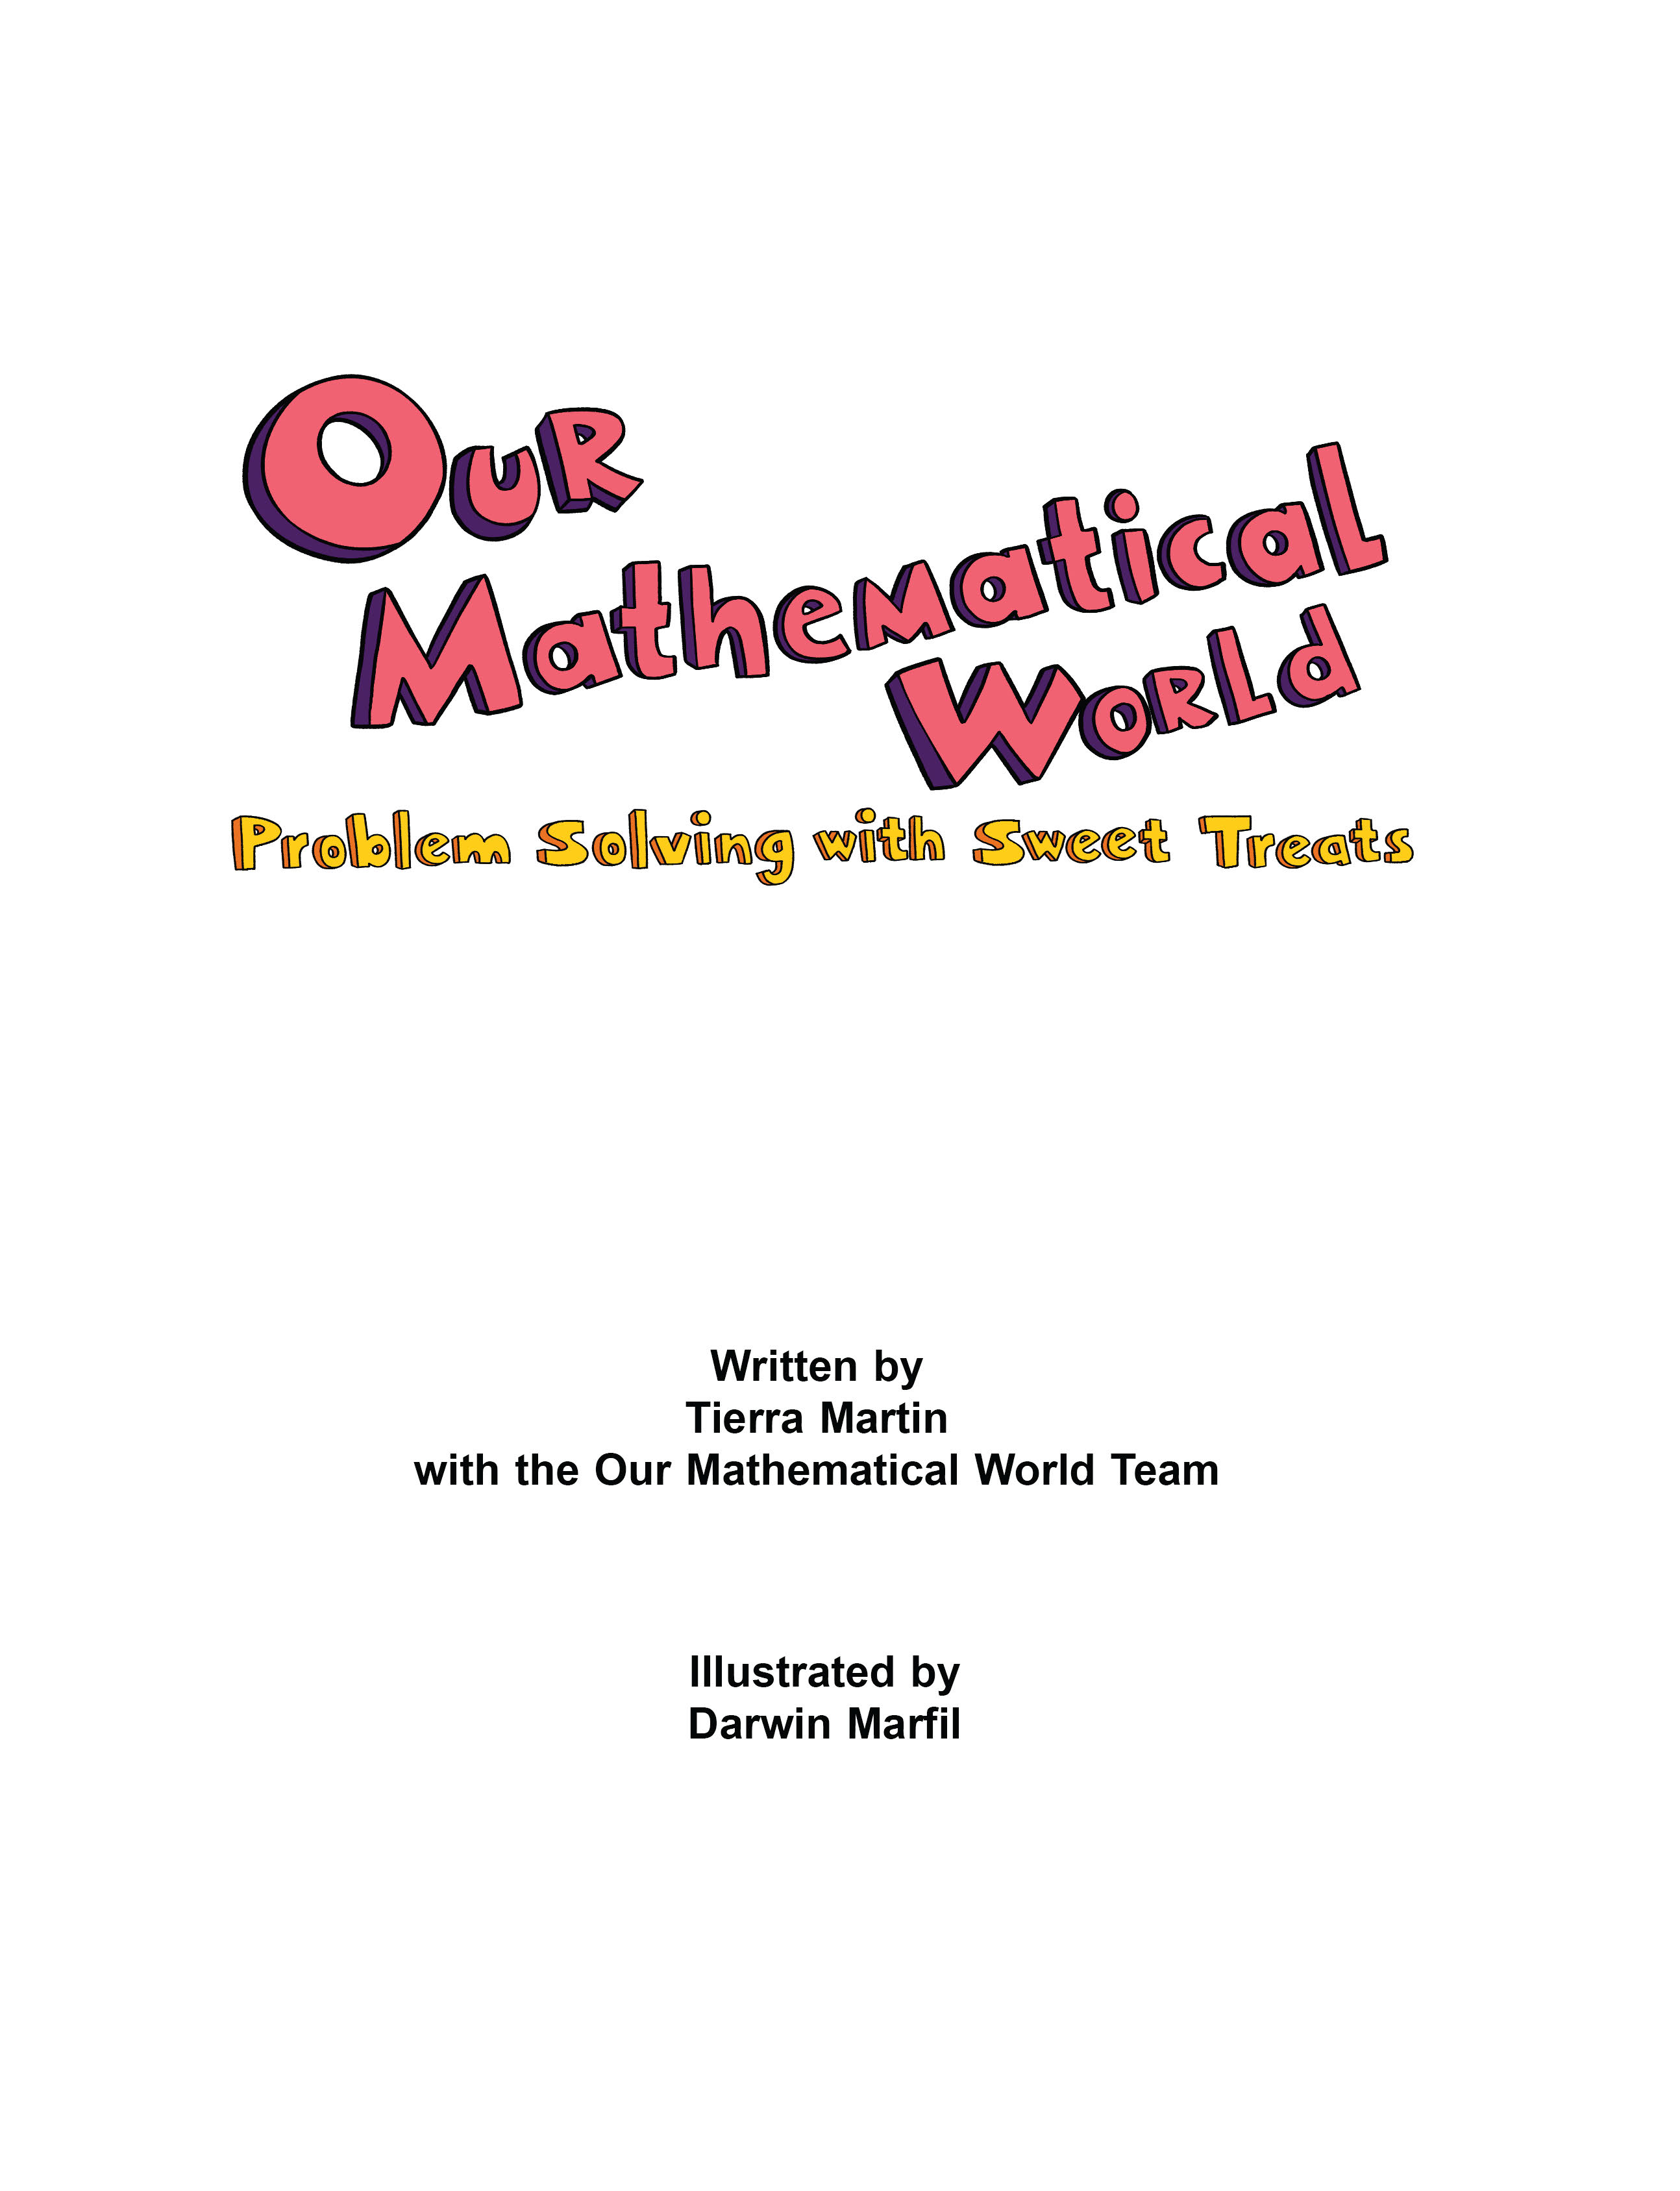 Our
Mathematical
World
Problem Solving with Sweet Treats
Written by
Tierra Martin
with the Our Mathematical World Team
Illustrated by
Darwin Marfil